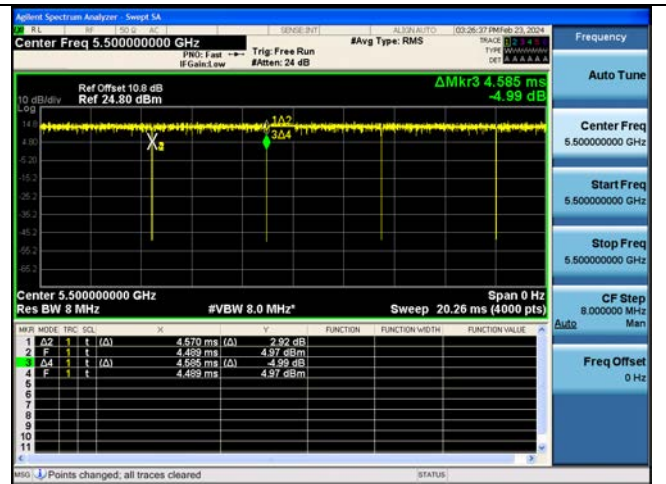 Agilent Spectrum Analyzer - Swept SA
RL RF 50 Ω AC SENSE:INT ALIGN AUTO 03:26:37 PM Feb 23, 2024
Center Freq 5.500000000 GHz #Avg Type: RMS TRACE 1 2 3 4 5 6
PNO: Fast Trig: Free Run TYPE
IFGain:Low #Atten: 24 dB DET A A A A A A
Frequency
Auto Tune
Center Freq
5.500000000 GHz
Start Freq
5.500000000 GHz
Stop Freq
5.500000000 GHz
CF Step
8.000000 MHz
Auto Man
Freq Offset
0 Hz
ΔMkr3 4.585 ms
-4.99 dB
Ref Offset 10.8 dB
10 dB/div Ref 24.80 dBm
Log
14.8
4.80
-5.20
-15.2
-25.2
-35.2
-45.2
-55.2
-65.2
1Δ2
3Δ4
Center 5.500000000 GHz Span 0 Hz
Res BW 8 MHz #VBW 8.0 MHz* Sweep 20.26 ms (4000 pts)
MKR MODE TRC SCL X Y FUNCTION FUNCTION WIDTH FUNCTION VALUE
1 Δ2 1 t (Δ) 4.570 ms (Δ) 2.92 dB
2 F 1 t 4.489 ms 4.97 dBm
3 Δ4 1 t (Δ) 4.585 ms (Δ) -4.99 dB
4 F 1 t 4.489 ms 4.97 dBm
5
6
7
8
9
10
11
MSG Points changed; all traces cleared STATUS